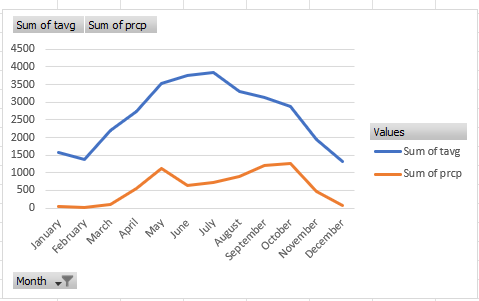 Sum of tavg Sum of prcp
4500
4000
3500
3000
2500
2000
1500
1000
500
0
January
February
March
April
May
June
July
August
September
October
November
December
Values
Sum of tavg
Sum of prcp
Month